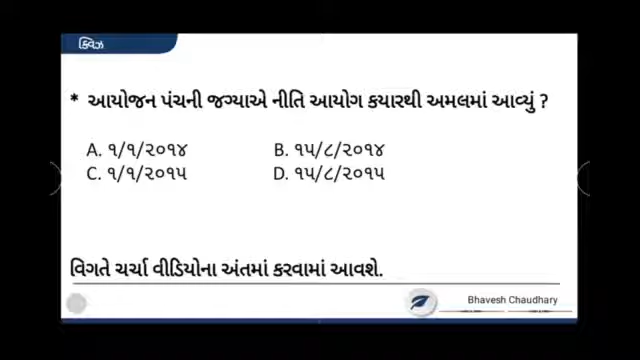 ક્વિઝ
* આયોજન પંચની જગ્યાએ નીતિ આયોગ કયારથી અમલમાં આવ્યું ?
A. ૧/૧/૨૦૧૪ B. ૧૫/૮/૨૦૧૪
C. ૧/૧/૨૦૧૫ D. ૧૫/૮/૨૦૧૫
વિગતે ચર્ચા વીડિયોના અંતમાં કરવામાં આવશે.
Bhavesh Chaudhary